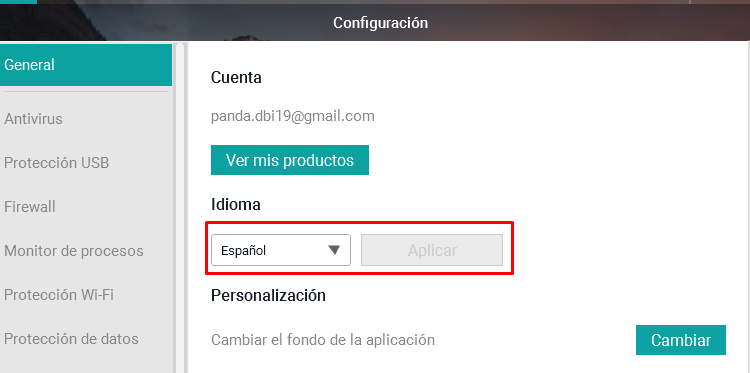 Configuración
General
Antivirus
Protección USB
Firewall
Monitor de procesos
Protección Wi-Fi
Protección de datos
Cuenta
panda.dbi19@gmail.com
Ver mis productos
Idioma
Español
Aplicar
Personalización
Cambiar el fondo de la aplicación
Cambiar